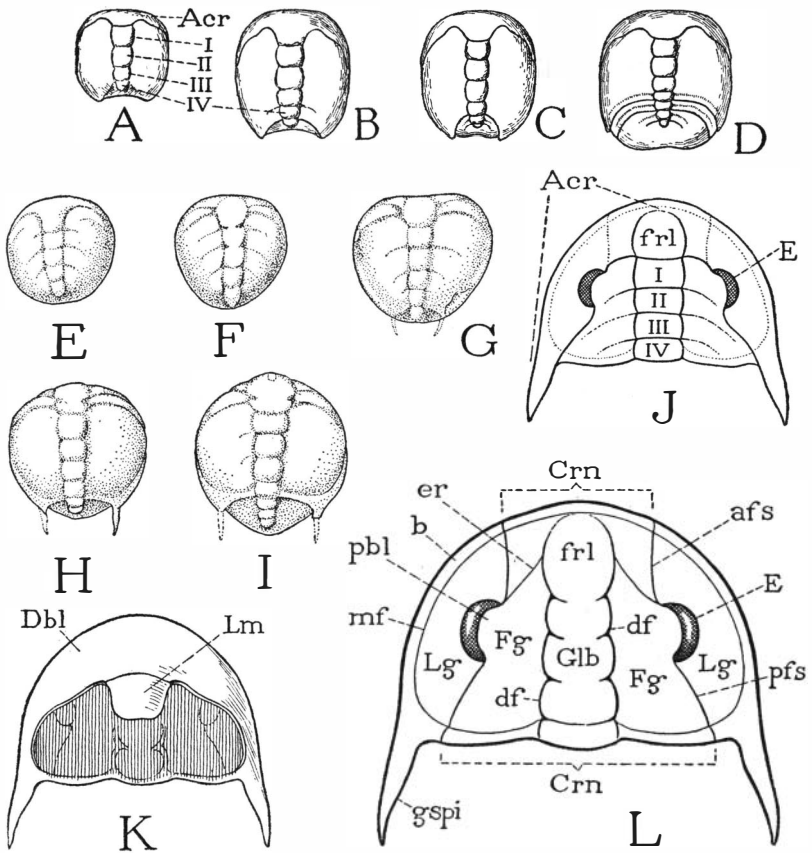 Acr
I
II
III
IV
A
B
C
D
E
F
G
Acr
frl
E
I
II
III
IV
J
H
I
Crn
er
b
pbl
mf
frl
afs
E
df
Fg
Glb
Lg
Fg
Lg
df
pfs
Crn
gspi
L
Dbl
Lm
K